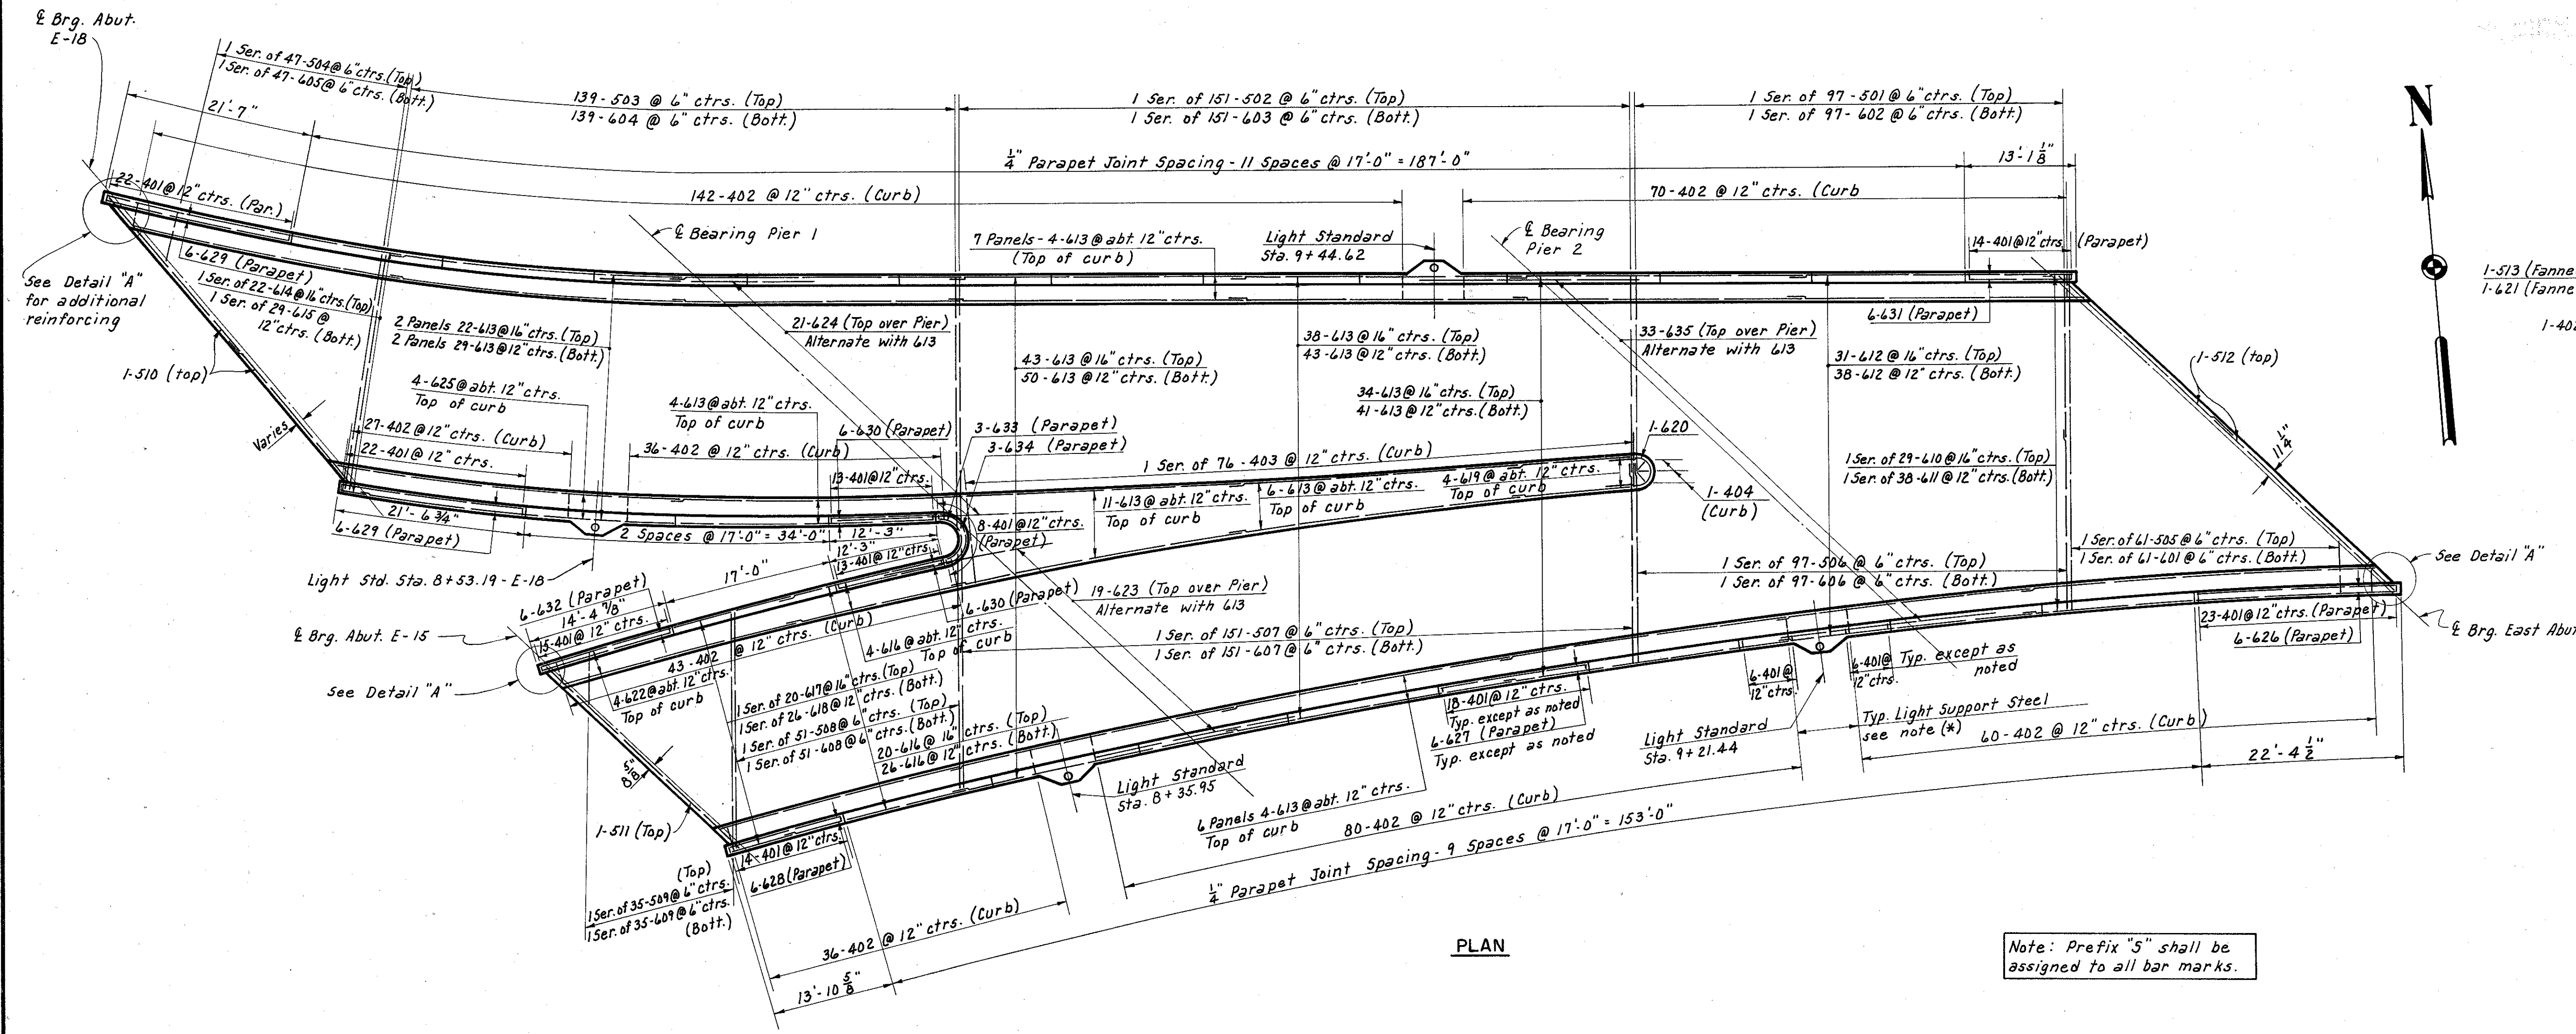 ℄ Brg. Abut.
E-18
1 Ser. of 47-504@ 6"ctrs.(Top)
1 Ser. of 47-605@ 6"ctrs. (Bott.)
21'-7"
139-503 @ 6" ctrs. (Top)
139-604 @ 6" ctrs. (Bott.)
1 Ser. of 151-502 @ 6" ctrs. (Top)
1 Ser. of 151-603 @ 6" ctrs. (Bott.)
1 Ser. of 97-501@ 6" ctrs. (Top)
1 Ser. of 97-602 @ 6" ctrs. (Bott.)
N
1/4" Parapet Joint Spacing - 11 Spaces @ 17'-0" = 187'-0"
13'-1 1/8"
142-402 @ 12" ctrs. (Curb)
70-402 @ 12" ctrs. (Curb
22-401@12"ctrs. (Par.)
℄ Bearing Pier 1
7 Panels-4-613@ abt. 12"ctrs.
(Top of curb)
Light Standard
Sta. 9+44.62
℄ Bearing
Pier 2
14-401@12"ctrs. (Parapet)
See Detail "A"
for additional
reinforcing
6-629 (Parapet)
1 Ser. of 22-614@16"ctrs.(Top)
1 Ser. of 29-615 @
12"ctrs. (Bott.)
2 Panels 22-613@16"ctrs.(Top)
2 Panels 29-613@12"ctrs.(Bott.)
21-624 (Top over Pier)
Alternate with 613
43-613 @16"ctrs. (Top)
50-613 @12"ctrs. (Bott.)
38-613 @ 16"ctrs. (Top)
43-613 @12"ctrs. (Bott.)
33-635 (Top over Pier)
Alternate with 613
6-631 (Parapet)
31-612 @ 16"ctrs. (Top)
38-612 @ 12"ctrs. (Bott.)
1-512 (top)
1-513 (Fanne
1-621 (Fanne
1-402
1-510 (top)
4-625@abt. 12"ctrs.
Top of curb
4-613@abt. 12"ctrs.
Top of curb
34-613@ 16"ctrs. (Top)
41-613@ 12"ctrs.(Bott.)
Varies
27-402@12"ctrs. (Curb)
22-401@12" ctrs.
36-402 @ 12" ctrs. (Curb)
6-630 (Parapet)
3-633 (Parapet)
3-634 (Parapet)
1-620
11 1/4"
13-401@12"ctrs.
1 Ser. of 76-403 @ 12"ctrs. (Curb)
11-613@abt. 12"ctrs.
Top of curb
6-613@abt. 12"ctrs.
Top of curb
4-619@abt. 12"ctrs.
Top of curb
1-404
(Curb)
1 Ser. of 29-610@16"ctrs.(Top)
1 Ser. of 38-611@12"ctrs.(Bott.)
21'-6 3/4"
6-629 (Parapet)
2 Spaces @ 17'-0" = 34'-0"
12'-3"
12'-3"
13-401@12"ctrs.
8-401@12"ctrs.
(Parapet)
Light Std. Sta. 8+53.19-E-18
17'-0"
1 Ser. of 97-506 @ 6"ctrs. (Top)
1 Ser. of 97-606 @ 6"ctrs. (Bott.)
1 Ser. of 61-505@ 6"ctrs. (Top)
1 Ser. of 61-601@ 6"ctrs. (Bott.)
See Detail "A"
6-632 (Parapet)
14'-4 7/8"
15-401@ 12" ctrs.
6-630 (Parapet)
19-623 (Top over Pier)
Alternate with 613
℄ Brg. Abut. E-15
43-402 @ 12" ctrs. (Curb)
4-616@abt. 12"ctrs.
Top of curb
1 Ser. of 151-507 @ 6"ctrs. (Top)
1 Ser. of 151-607 @ 6"ctrs. (Bott.)
23-401@12"ctrs.(Parapet)
6-626 (Parapet)
℄ Brg. East Abut
See Detail "A"
4-622@abt. 12"ctrs.
Top of curb
1 Ser. of 20-617@16"ctrs.(Top)
1 Ser. of 26-618@12"ctrs. (Bott.)
1 Ser. of 51-508@ 6"ctrs. (Top)
1 Ser. of 51-608@ 6"ctrs.(Bott.)
20-616@ 16" ctrs. (Top)
26-616@ 12" ctrs. (Bott.)
6-401@
12"ctrs.
6-401@
12"ctrs.
Typ. except as
noted
18-401@12" ctrs.
Typ. except as noted
6-627 (Parapet)
Typ. except as noted
Light Standard
Sta. 9+21.44
Typ. Light Support Steel
see note (*)
60-402 @ 12" ctrs. (Curb)
22'-4 1/2"
1-511 (Top)
Light Standard
Sta. 8+35.95
6 Panels 4-613@abt. 12" ctrs.
Top of curb
80-402 @ 12" ctrs. (Curb)
1/4" Parapet Joint Spacing - 9 Spaces @ 17'-0" = 153'-0"
14-401@12"ctrs.
6-628(Parapet)
(Top)
1 Ser. of 35-509@ 6"ctrs.
1 Ser. of 35-609@ 6"ctrs.
(Bott.)
36-402 @ 12" ctrs. (Curb)
13'-10 5/8"
PLAN
Note: Prefix "S" shall be
assigned to all bar marks.